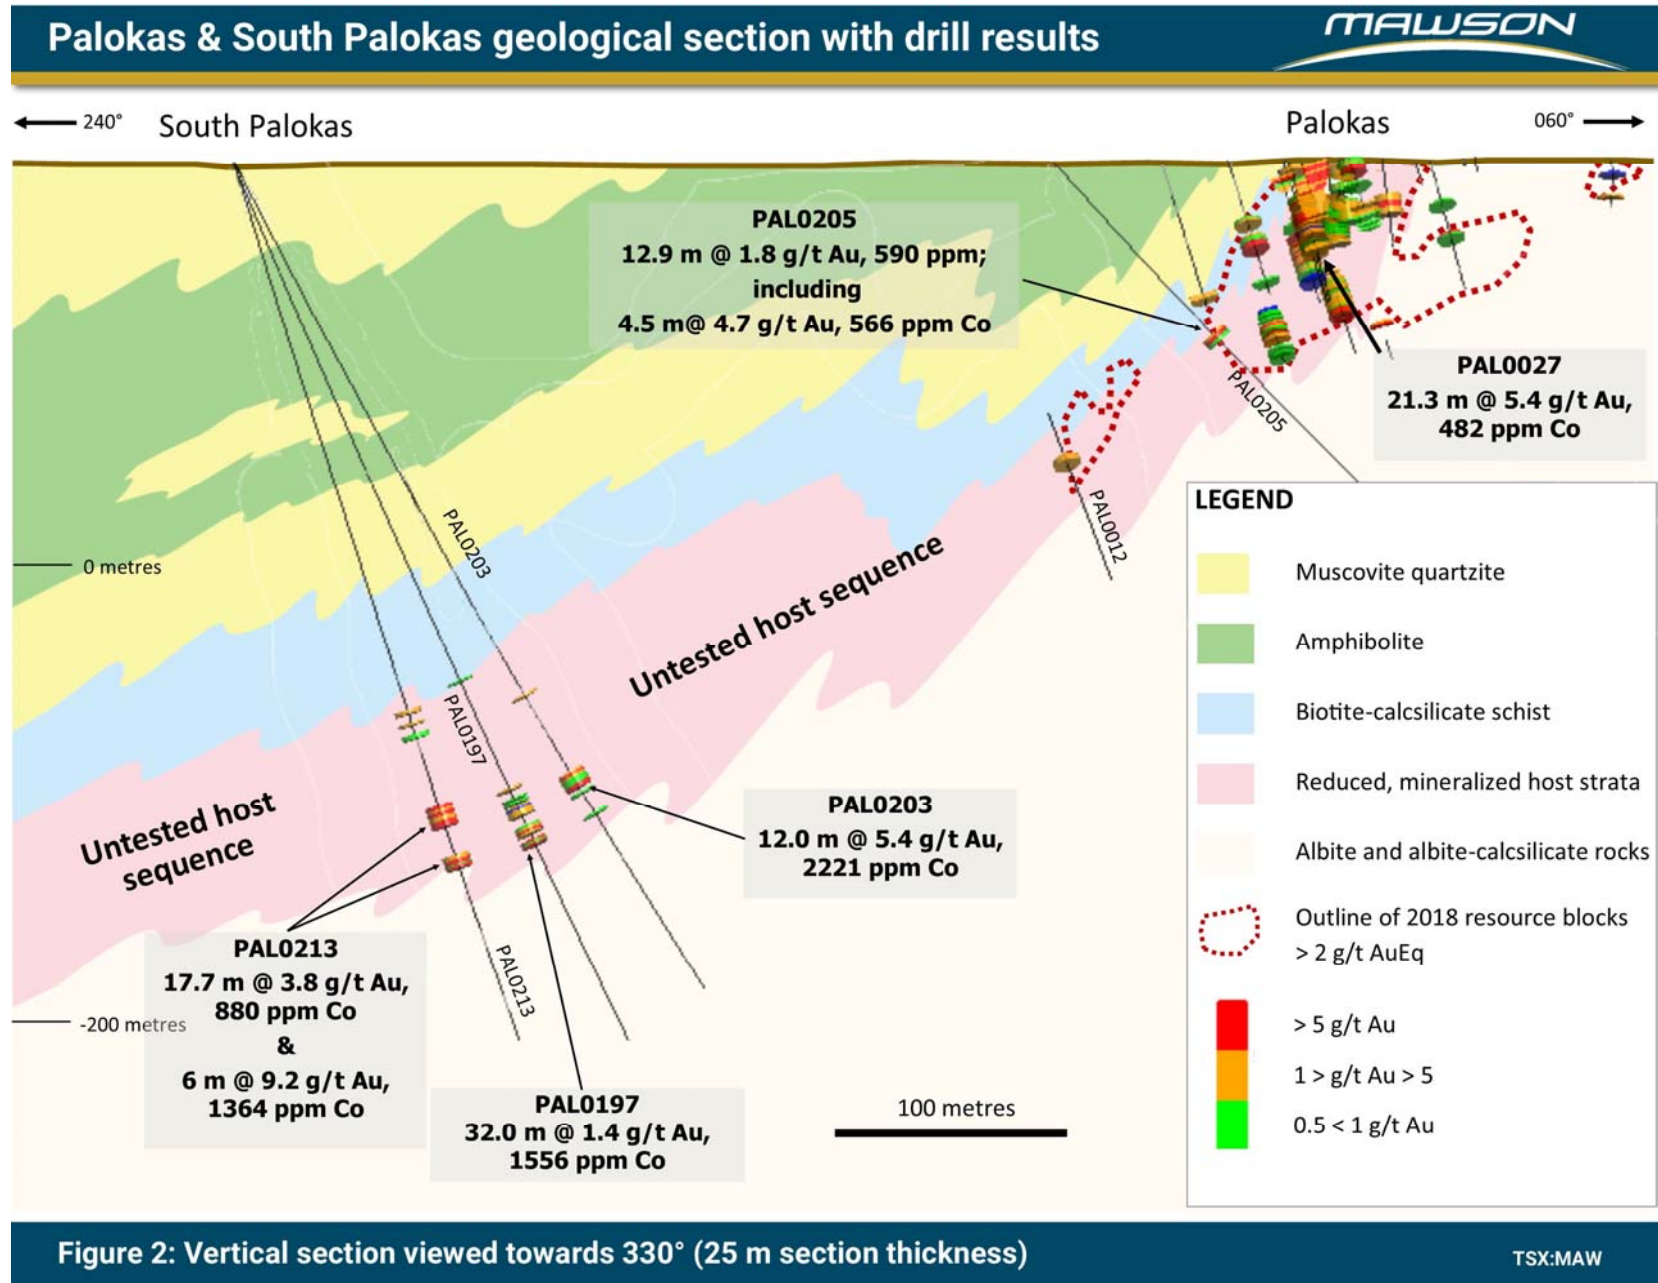 Palokas & South Palokas geological section with drill results
MAWSON
240°
South Palokas
Palokas
060°
PAL0205
12.9 m @ 1.8 g/t Au, 590 ppm;
including
4.5 m@ 4.7 g/t Au, 566 ppm Co
PAL0027
21.3 m @ 5.4 g/t Au,
482 ppm Co
PAL0205
PAL0012
PAL0203
0 metres
Untested host sequence
PAL0197
Untested host
sequence
PAL0203
12.0 m @ 5.4 g/t Au,
2221 ppm Co
PAL0213
17.7 m @ 3.8 g/t Au,
880 ppm Co
&
6 m @ 9.2 g/t Au,
1364 ppm Co
PAL0213
-200 metres
PAL0197
32.0 m @ 1.4 g/t Au,
1556 ppm Co
100 metres
LEGEND
Muscovite quartzite
Amphibolite
Biotite-calcsilicate schist
Reduced, mineralized host strata
Albite and albite-calcsilicate rocks
Outline of 2018 resource blocks
> 2 g/t AuEq
> 5 g/t Au
1 > g/t Au > 5
0.5 < 1 g/t Au
Figure 2: Vertical section viewed towards 330° (25 m section thickness)
TSX:MAW